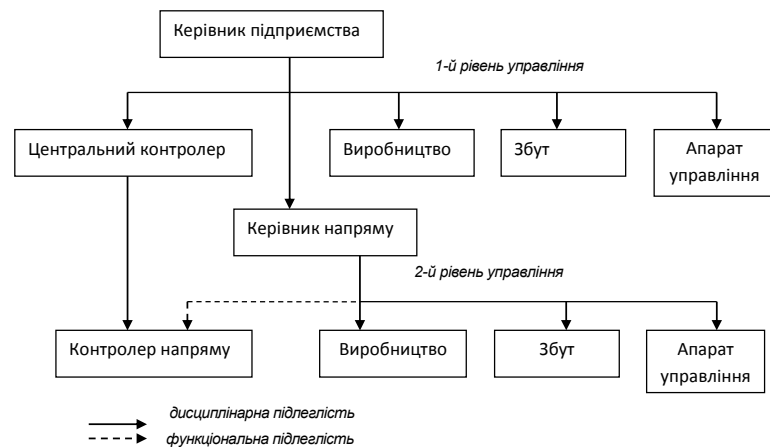 Керівник підприємства
1-й рівень управління
Центральний контролер
Виробництво
Збут
Апарат
управління
Керівник напряму
2-й рівень управління
Контролер напряму
Виробництво
Збут
Апарат
управління
дисциплінарна підлеглість
функціональна підлеглість